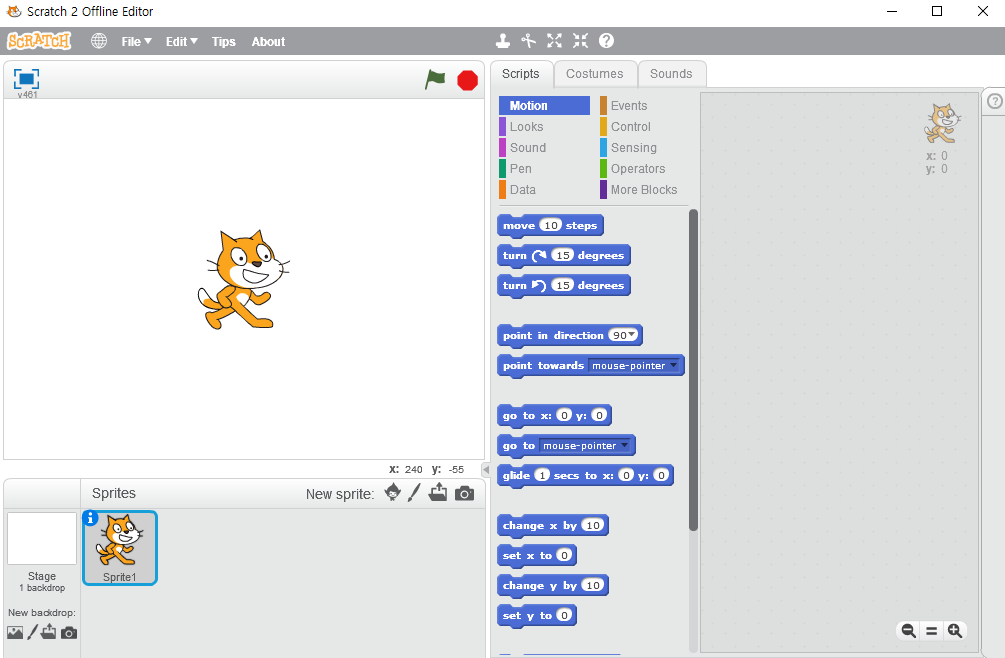 Scratch 2 Offline Editor
SCRATCH File Edit Tips About
v461
Scripts Costumes Sounds
Motion Events
Looks Control
Sound Sensing
Pen Operators
Data More Blocks
x: 0
y: 0
move 10 steps
turn 15 degrees
turn 15 degrees
point in direction 90
point towards mouse-pointer
go to x: 0 y: 0
go to mouse-pointer
glide 1 secs to x: 0 y: 0
change x by 10
set x to 0
change y by 10
set y to 0
x: 240 y: -55
Sprites New sprite:
Sprite1
Stage
1 backdrop
New backdrop: